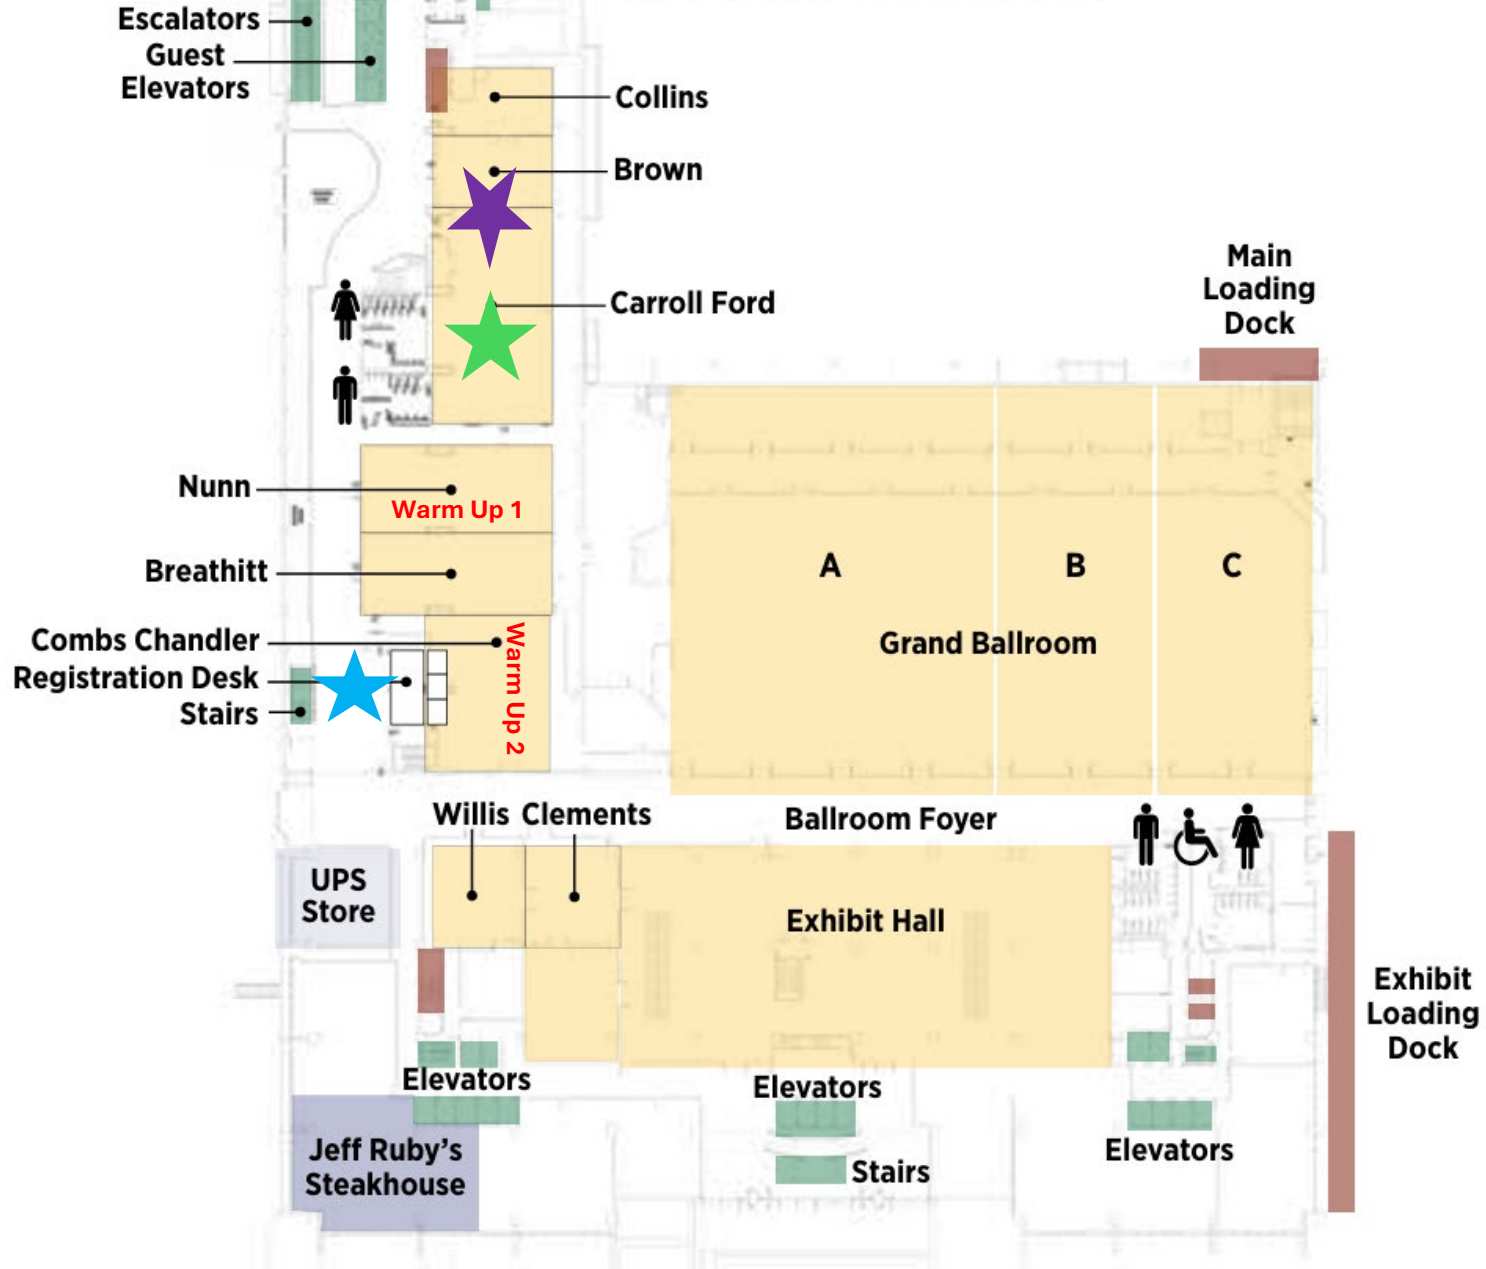 Escalators
Guest
Elevators
Collins
Brown
Carroll Ford
Main
Loading
Dock
Nunn
Warm Up 1
Breathitt
A
B
C
Combs Chandler
Warm Up 2
Grand Ballroom
Registration Desk
Stairs
Willis
Clements
Ballroom Foyer
UPS
Store
Exhibit Hall
Exhibit
Loading
Dock
Elevators
Elevators
Elevators
Jeff Ruby’s
Steakhouse
Stairs